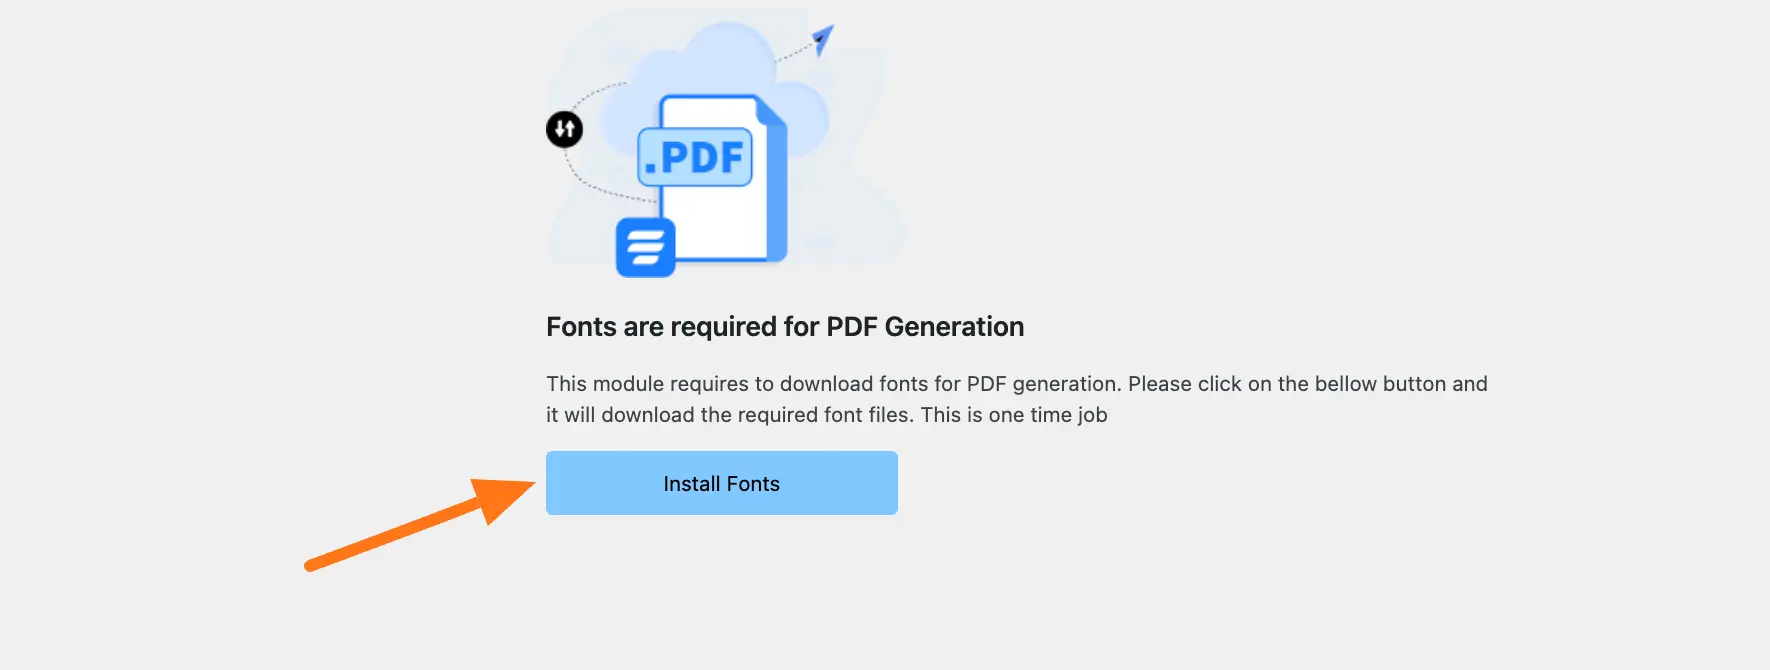 .PDF
Fonts are required for PDF Generation
This module requires to download fonts for PDF generation. Please click on the bellow button and
it will download the required font files. This is one time job
Install Fonts